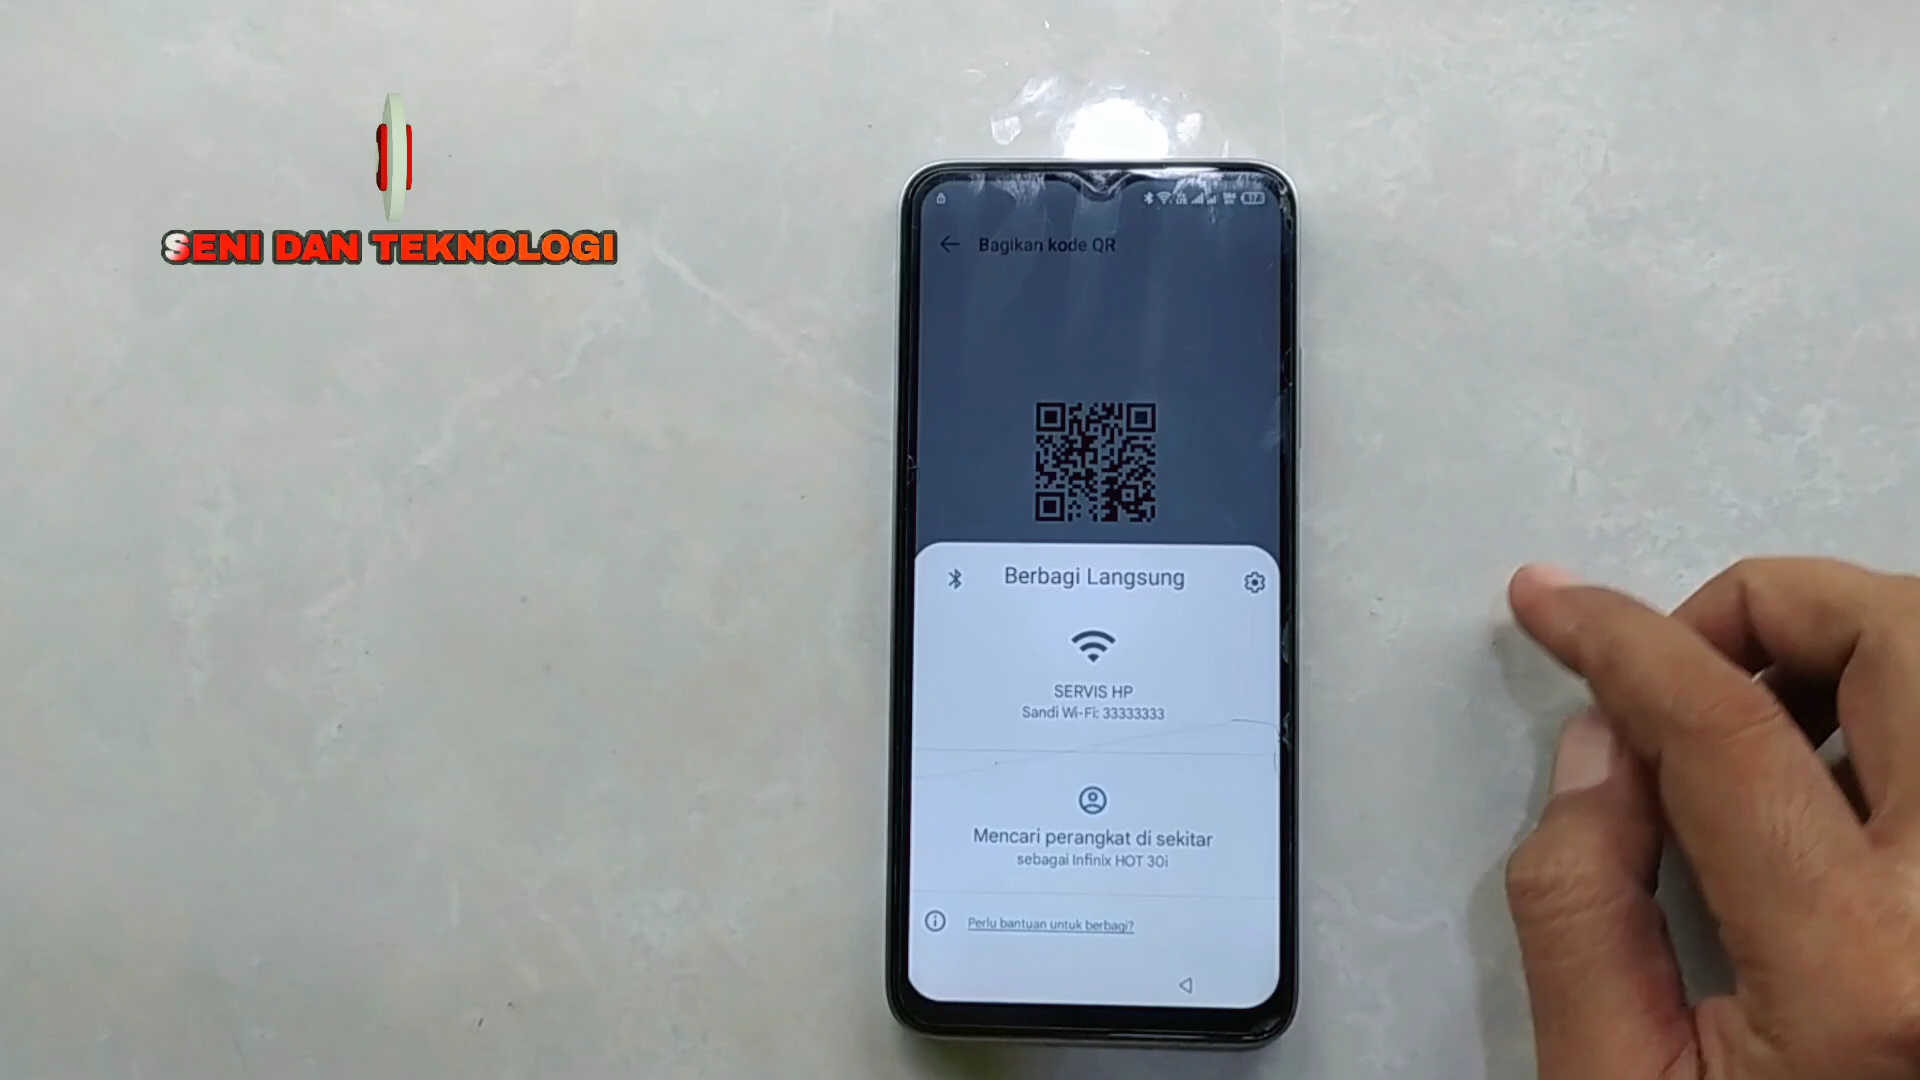 SENI DAN TEKNOLOGI
17
Bagikan kode QR
Berbagi Langsung
SERVIS HP
Sandi Wi-Fi: 33333333
Mencari perangkat di sekitar
sebagai Infinix HOT 30i
Perlu bantuan untuk berbagi?